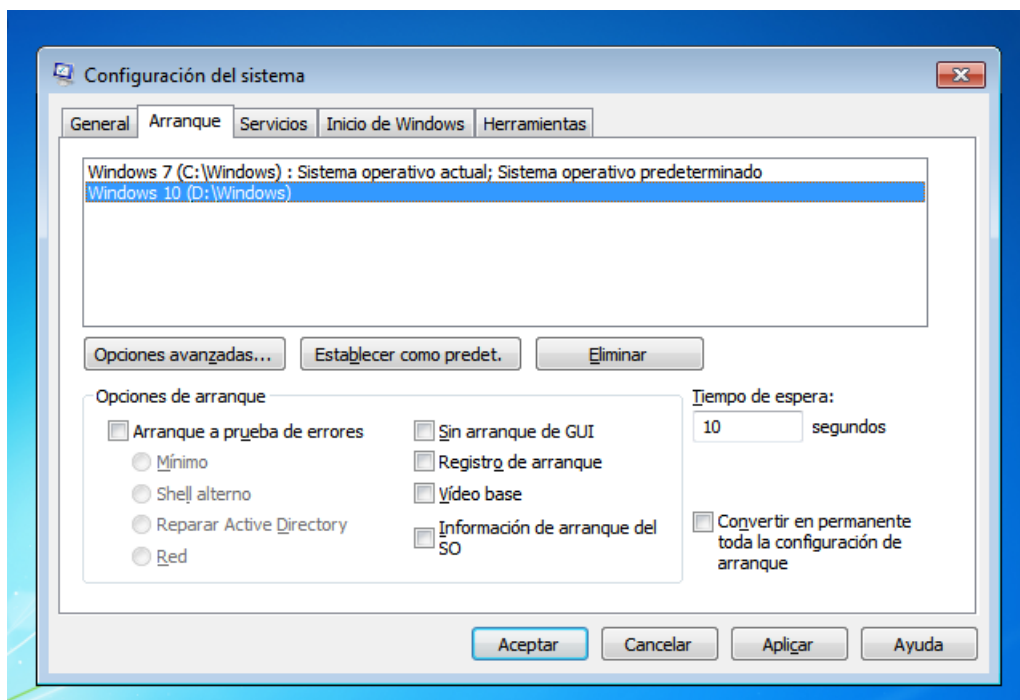 Configuración del sistema
General Arranque Servicios Inicio de Windows Herramientas
Windows 7 (C:\Windows) : Sistema operativo actual; Sistema operativo predeterminado
Windows 10 (D:\Windows)
Opciones avanzadas... Establecer como predet. Eliminar
Opciones de arranque
Arranque a prueba de errores
Mínimo
Shell alterno
Reparar Active Directory
Red
Sin arranque de GUI
Registro de arranque
Vídeo base
Información de arranque del
SO
Tiempo de espera:
10 segundos
Convertir en permanente
toda la configuración de
arranque
Aceptar Cancelar Aplicar Ayuda